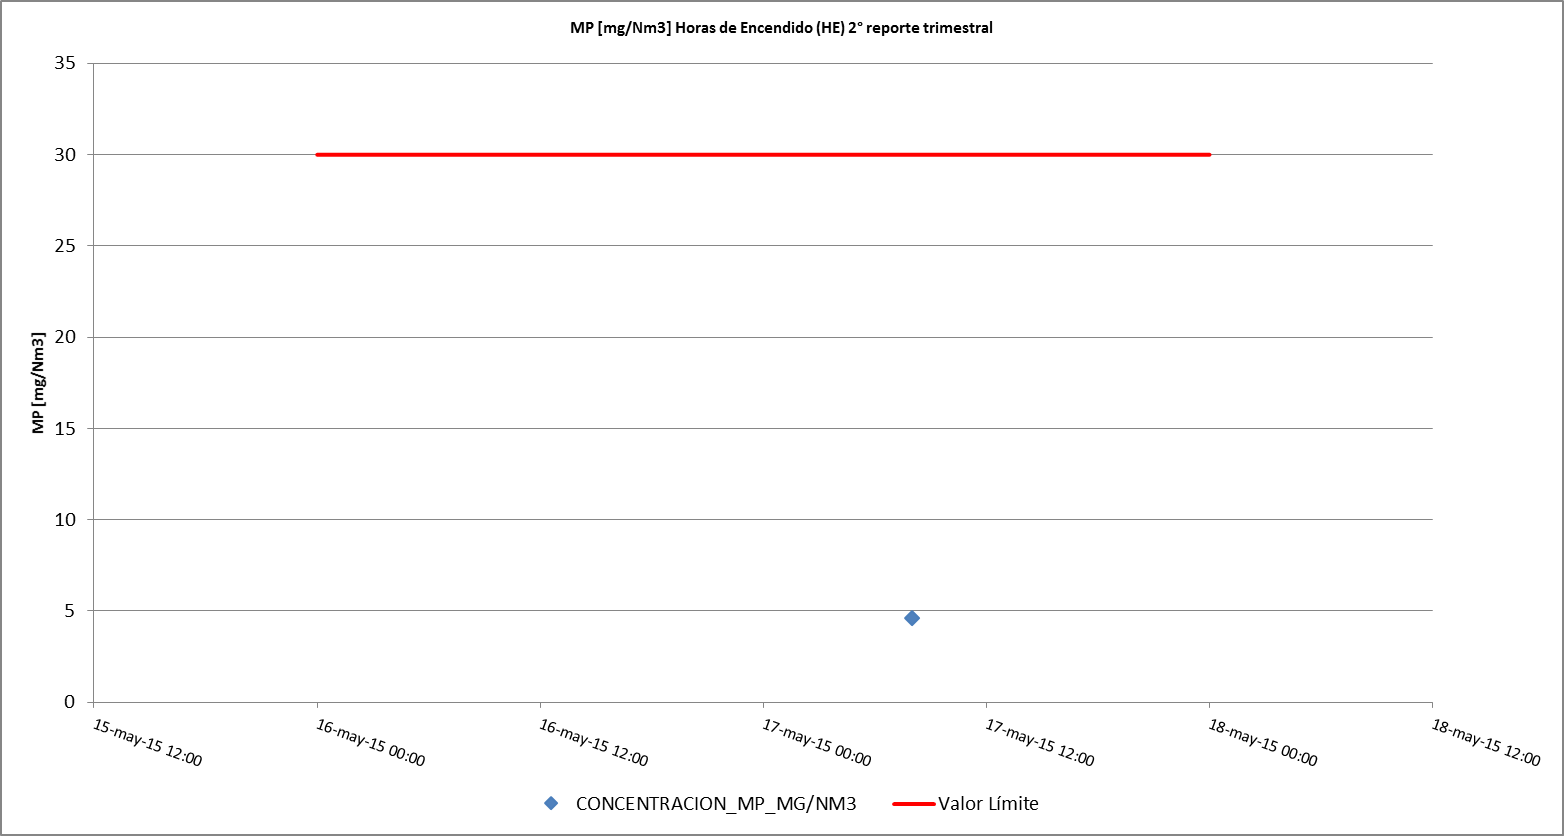 MP [mg/Nm3] Horas de Encendido (HE) 2° reporte trimestral
35
30
25
20
15
10
5
0
MP [mg/Nm3]
15-may-15 12:00
16-may-15 00:00
16-may-15 12:00
17-may-15 00:00
17-may-15 12:00
18-may-15 00:00
18-may-15 12:00
CONCENTRACION_MP_MG/NM3
Valor Límite